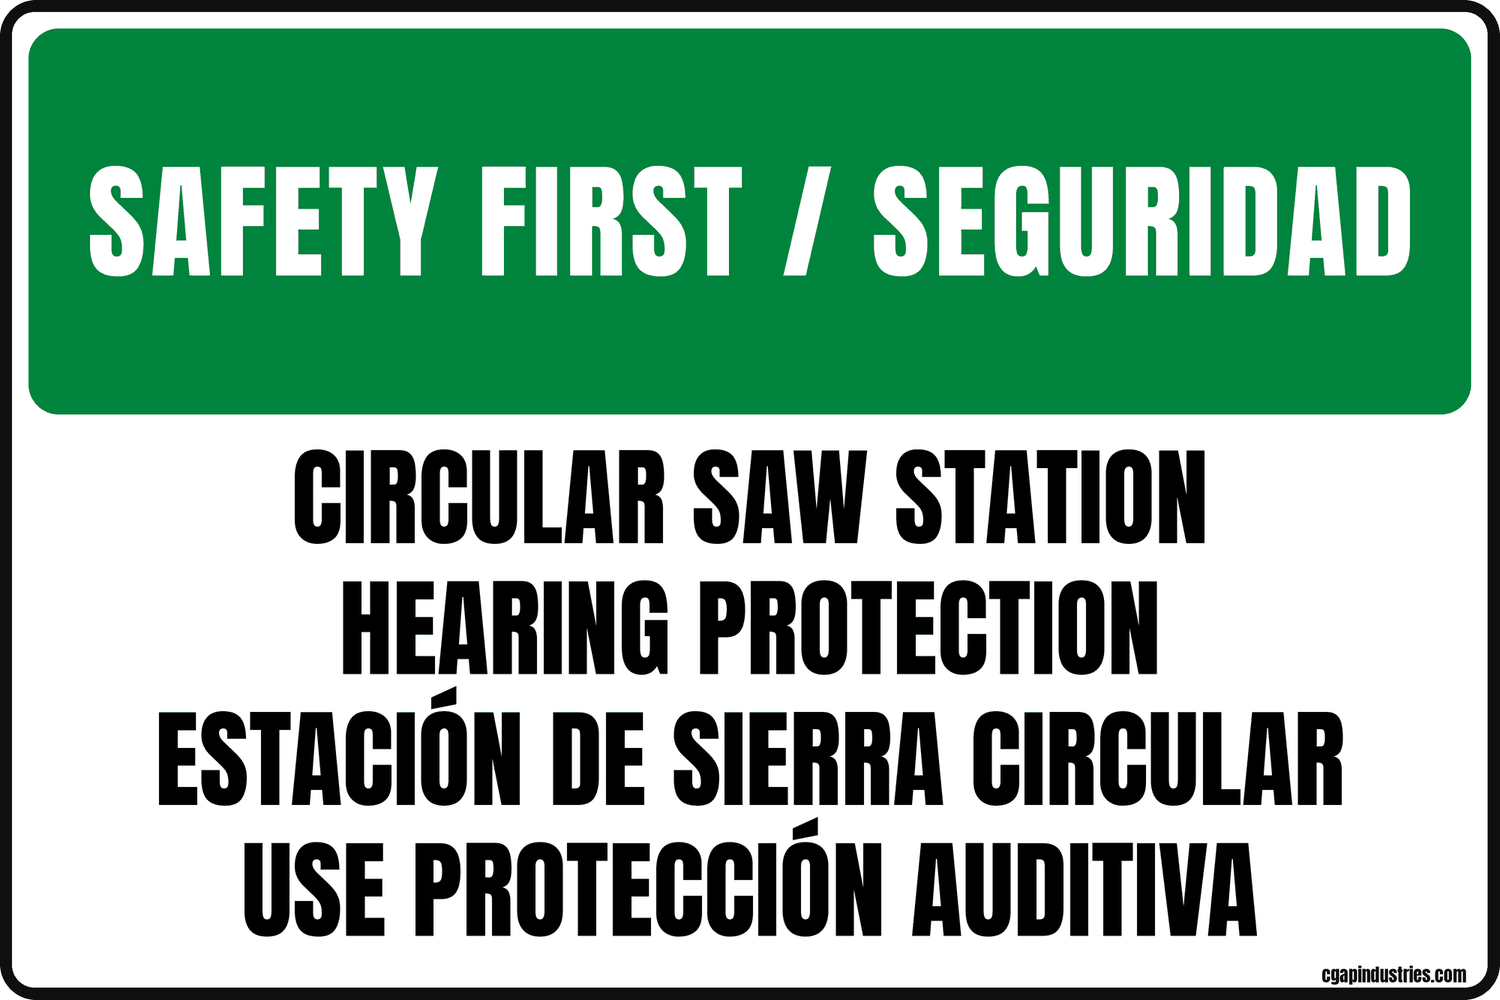 SAFETY FIRST / SEGURIDAD
CIRCULAR SAW STATION
HEARING PROTECTION
ESTACIÓN DE SIERRA CIRCULAR
USE PROTECCIÓN AUDITIVA
cgapindustries.com